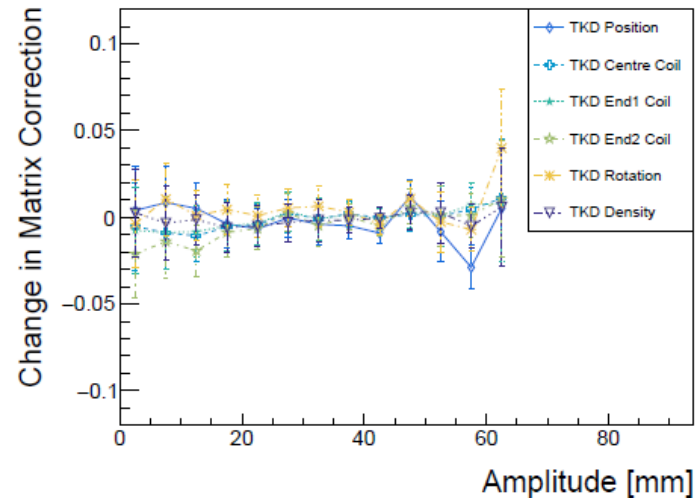 Change in Matrix Correction
0.1
0.05
0
−0.05
−0.1
TKD Position
TKD Centre Coil
TKD End1 Coil
TKD End2 Coil
TKD Rotation
TKD Density
0 20 40 60 80
Amplitude [mm]